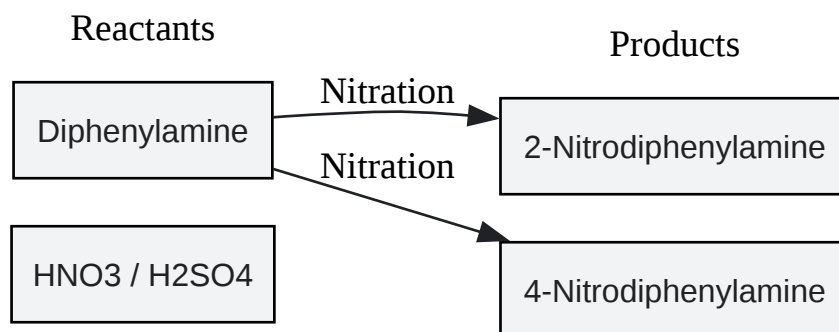 Reactants
Products
Nitration
Diphenylamine
2-Nitrodiphenylamine
Nitration
HNO3 / H2SO4
4-Nitrodiphenylamine